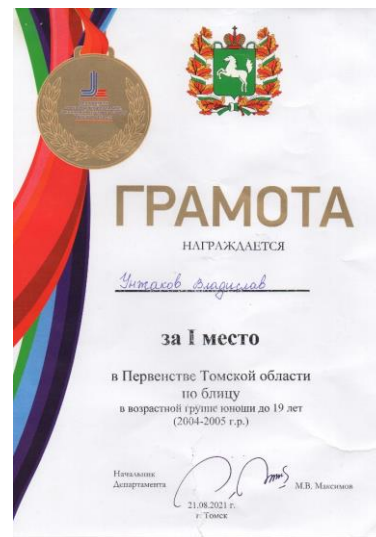 ГРАМОТА
НАГРАЖДАЕТСЯ
Унжаков Владислав
за I место
в Первенстве Томской области
по блицу
в возрастной группе юноши до 19 лет
(2004-2005 г.р.)
Начальник
Департамента
М.В. Максимов
21.08.2021 г.
г. Томск